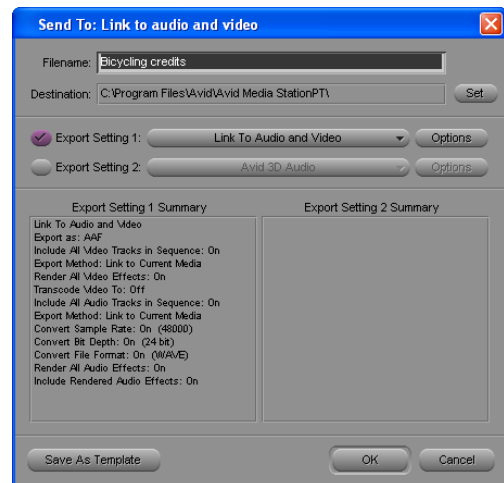 Send To: Link to audio and video
Filename: Bicycling credits
Destination: C:\Program Files\Avid\Avid Media StationPT\ Set
Export Setting 1: Link To Audio and Video Options
Export Setting 2: Avid 3D Audio Options
Export Setting 1 Summary
Link To Audio and Video
Export as: AAF
Include All Video Tracks in Sequence: On
Export Method: Link to Current Media
Render All Video Effects: On
Transcode Video To: Off
Include All Audio Tracks in Sequence: On
Export Method: Link to Current Media
Convert Sample Rate: On (48000)
Convert Bit Depth: On (24 bit)
Convert File Format: On (WAVE)
Render All Audio Effects: On
Include Rendered Audio Effects: On
Export Setting 2 Summary
Save As Template OK Cancel